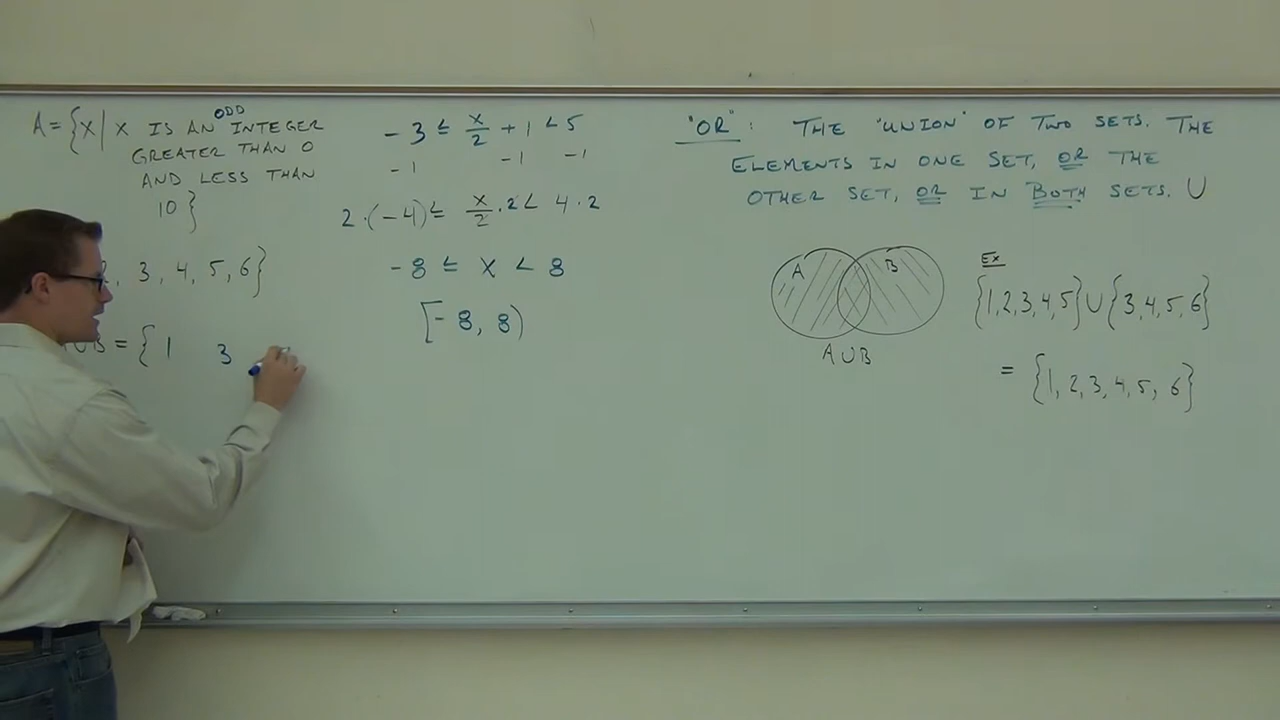 A = {x | x IS AN ODD INTEGER
GREATER THAN 0
AND LESS THAN
10}
, 3, 4, 5, 6}
∪B = {1 3
-3 ≤ x/2 + 1 < 5
-1 -1 -1
2·(-4) ≤ x/2 · 2 < 4 · 2
-8 ≤ x < 8
[-8, 8)
"OR": THE "UNION" OF TWO SETS. THE
ELEMENTS IN ONE SET, OR THE
OTHER SET, OR IN BOTH SETS. ∪
A B
A∪B
EX
{1,2,3,4,5}∪{3,4,5,6}
= {1, 2, 3, 4, 5, 6}